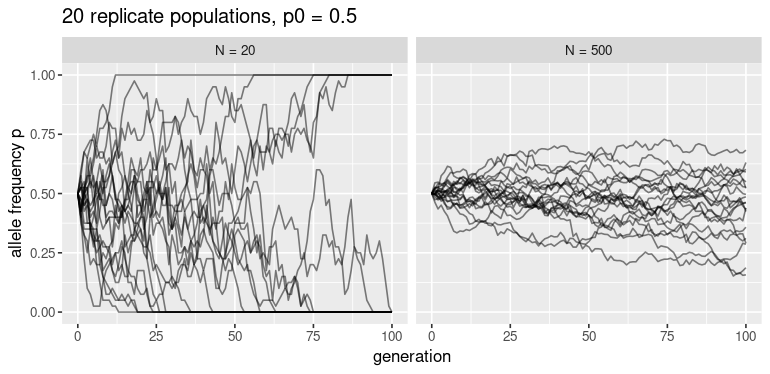 20 replicate populations, p0 = 0.5
N = 20
N = 500
allele frequency p
1.00
0.75
0.50
0.25
0.00
0 25 50 75 100
0 25 50 75 100
generation